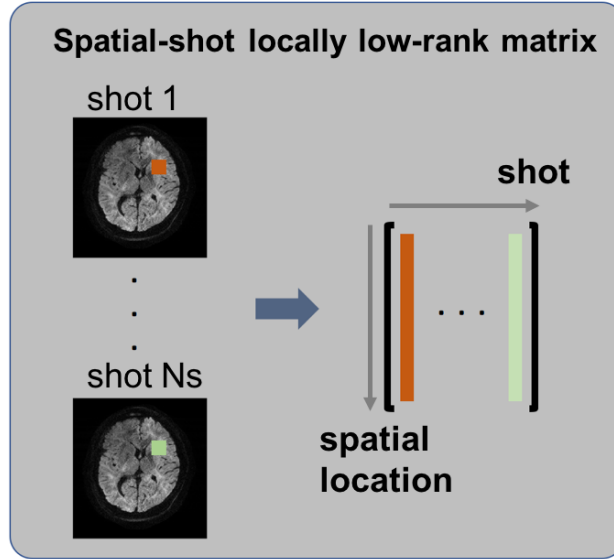 Spatial-shot locally low-rank matrix
shot 1
.
.
.
shot Ns
shot
. . .
spatial
location